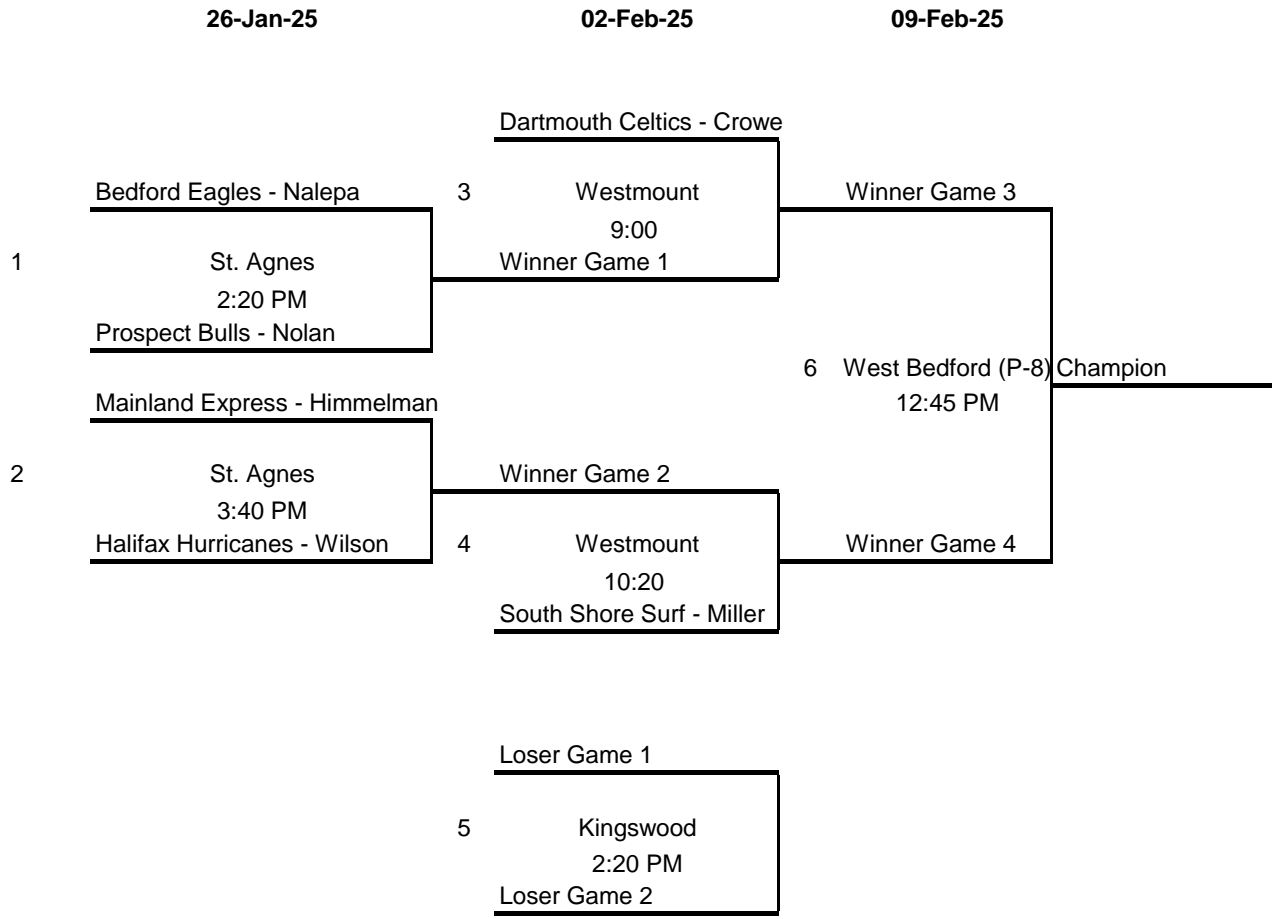 26-Jan-25 02-Feb-25 09-Feb-25
Dartmouth Celtics - Crowe
Bedford Eagles - Nalepa 3 Westmount Winner Game 3
9:00
1 St. Agnes Winner Game 1
2:20 PM
Prospect Bulls - Nolan
6 West Bedford (P-8) Champion
Mainland Express - Himmelman 12:45 PM
2 St. Agnes Winner Game 2
3:40 PM
Halifax Hurricanes - Wilson 4 Westmount Winner Game 4
10:20
South Shore Surf - Miller
Loser Game 1
5 Kingswood
2:20 PM
Loser Game 2